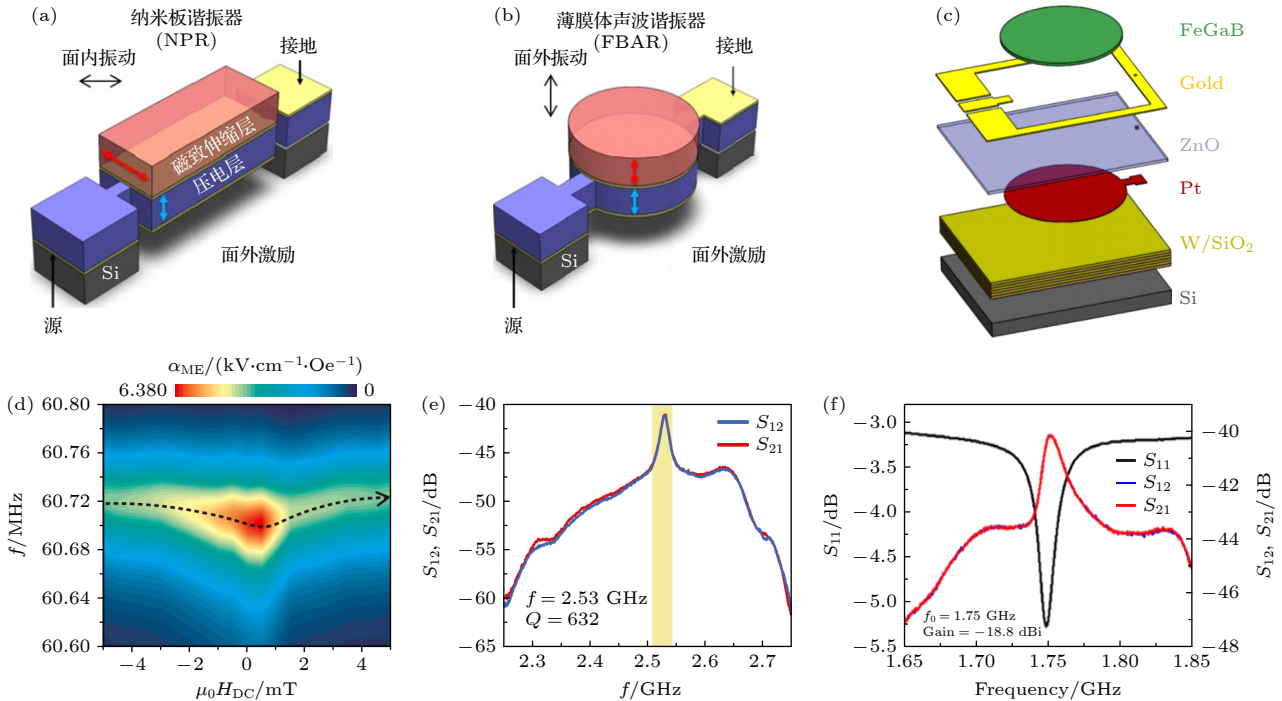 (a)
纳米板谐振器
(NPR)
面内振动
接地
磁致伸缩层
压电层
Si
面外激励
源
(b)
薄膜体声波谐振器
(FBAR)
面外振动
接地
Si
面外激励
源
(c)
FeGaB
Gold
ZnO
Pt
W/SiO₂
Si
(d)
α_ME/(kV·cm⁻¹·Oe⁻¹)
6.380 0
60.80
60.76
60.72
60.68
60.64
60.60
f/MHz
−4 −2 0 2 4
μ₀H_DC/mT
(e)
−40
−45
−50
−55
−60
−65
S₁₂, S₂₁/dB
S₁₂
S₂₁
f = 2.53 GHz
Q = 632
2.3 2.4 2.5 2.6 2.7
f/GHz
(f)
−3.0
−3.5
−4.0
−4.5
−5.0
−5.5
S₁₁/dB
S₁₁
S₁₂
S₂₁
f₀ = 1.75 GHz
Gain = −18.8 dBi
−40
−41
−42
−43
−44
−45
−46
−47
S₁₂, S₂₁/dB
1.65 1.70 1.75 1.80 1.85
Frequency/GHz